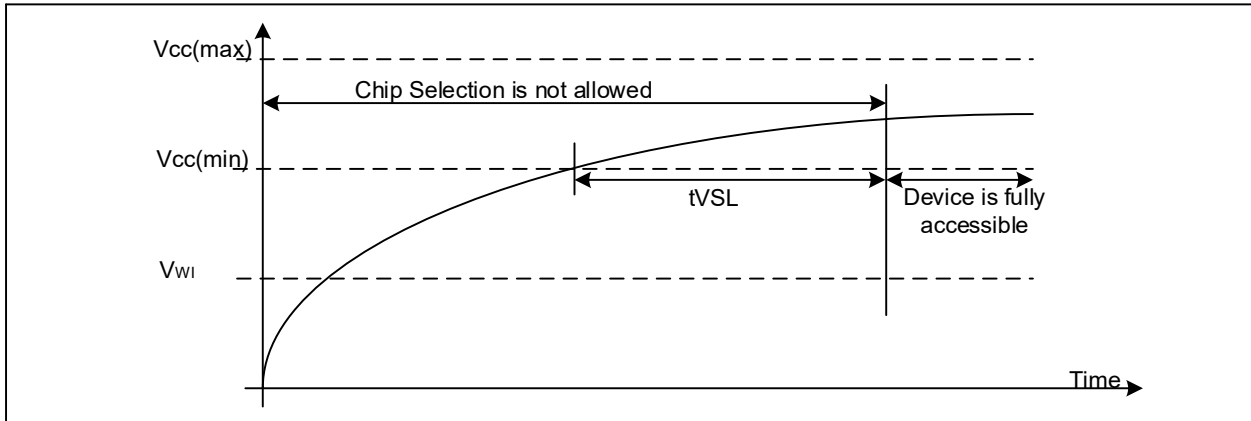 Vcc(max)
Chip Selection is not allowed
Vcc(min)
tVSL
Device is fully
accessible
VWI
Time